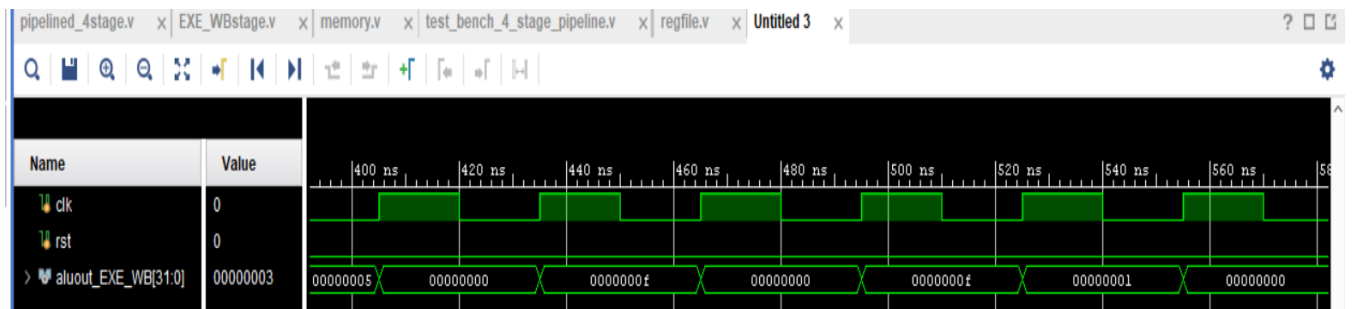 pipelined_4stage.v x EXE_WBstage.v x memory.v x test_bench_4_stage_pipeline.v x regfile.v x Untitled 3 x ?
Name Value 400 ns 420 ns 440 ns 460 ns 480 ns 500 ns 520 ns 540 ns 560 ns 58
clk 0
rst 0
> aluout_EXE_WB[31:0] 00000003 00000005 00000000 0000000f 00000000 0000000f 00000001 00000000